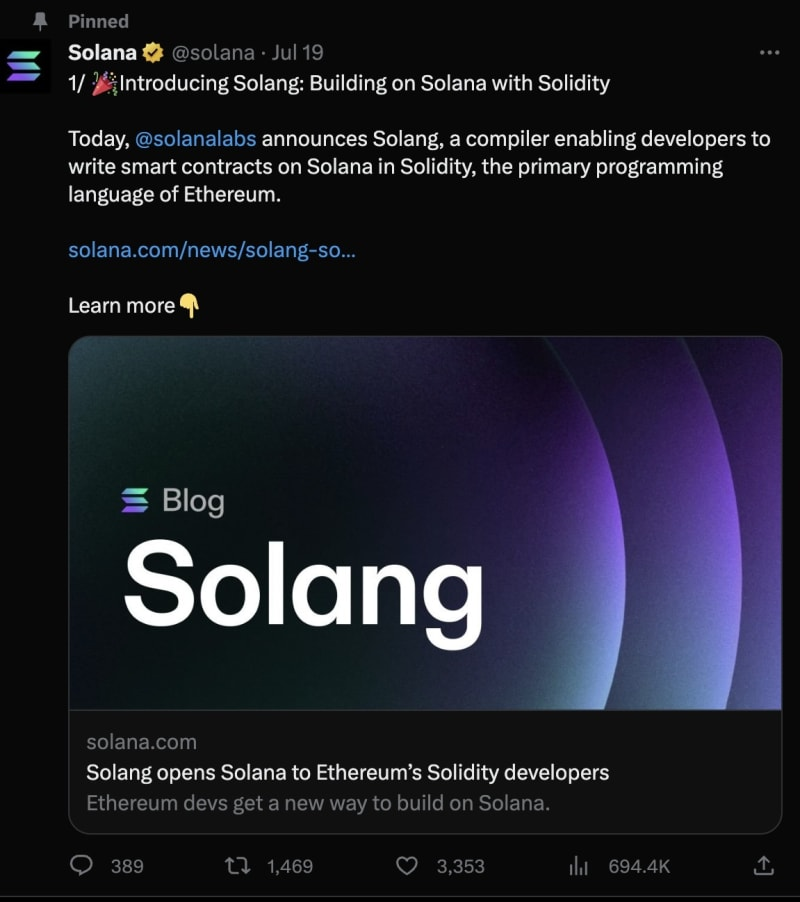 Pinned
Solana @solana · Jul 19
1/ 🎉Introducing Solang: Building on Solana with Solidity
Today, @solanalabs announces Solang, a compiler enabling developers to
write smart contracts on Solana in Solidity, the primary programming
language of Ethereum.
solana.com/news/solang-so...
Learn more👇
Blog
Solang
solana.com
Solang opens Solana to Ethereum’s Solidity developers
Ethereum devs get a new way to build on Solana.
389 1,469 3,353 694.4K